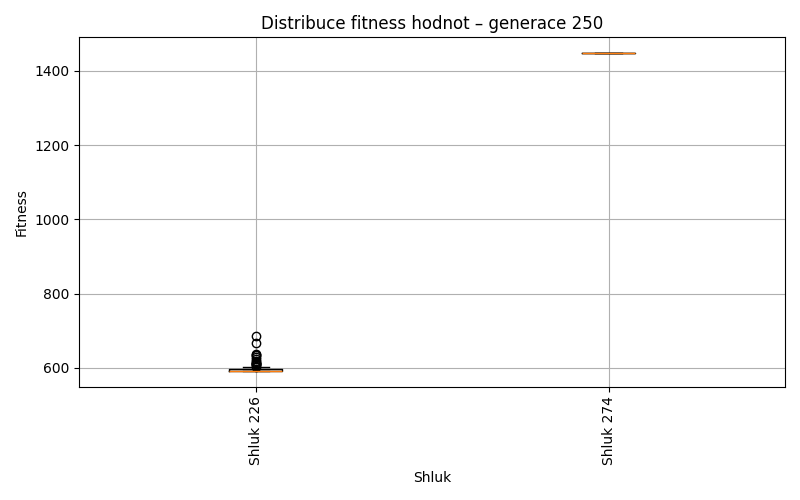 Distribuce fitness hodnot – generace 250
Fitness
1400
1200
1000
800
600
Shluk 226
Shluk 274
Shluk